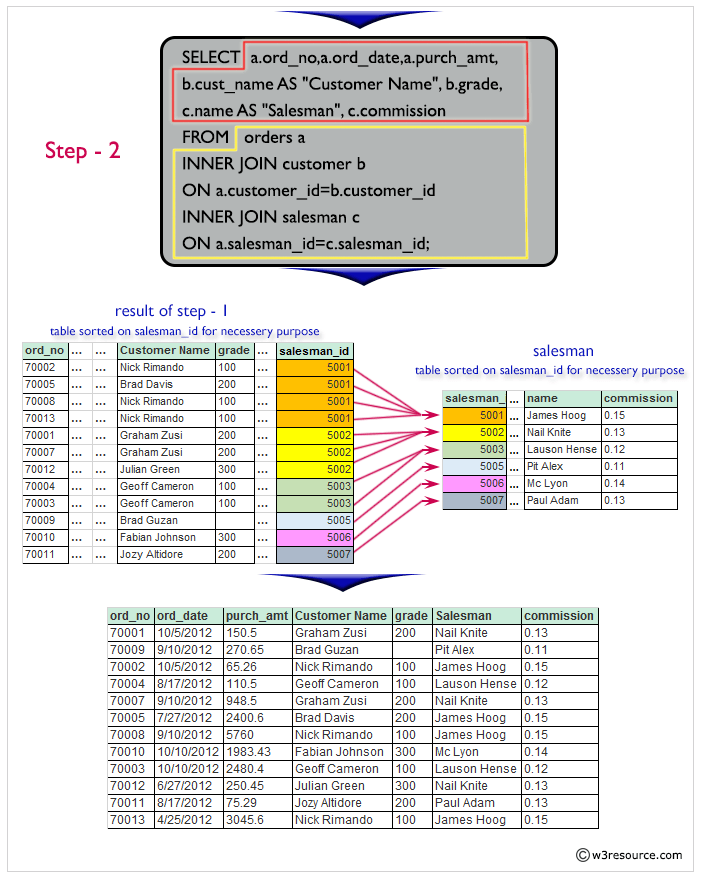 SELECT a.ord_no,a.ord_date,a.purch_amt,
b.cust_name AS "Customer Name", b.grade,
c.name AS "Salesman", c.commission
Step - 2
FROM orders a
INNER JOIN customer b
ON a.customer_id=b.customer_id
INNER JOIN salesman c
ON a.salesman_id=c.salesman_id;
result of step - 1
table sorted on salesman_id for necessery purpose
ord_no ... ... Customer Name grade ... salesman_id
70002 ... ... Nick Rimando 100 ... 5001
70005 ... ... Brad Davis 200 ... 5001
70008 ... ... Nick Rimando 100 ... 5001
70013 ... ... Nick Rimando 100 ... 5001
70001 ... ... Graham Zusi 200 ... 5002
70007 ... ... Graham Zusi 200 ... 5002
70012 ... ... Julian Green 300 ... 5002
70004 ... ... Geoff Cameron 100 ... 5003
70003 ... ... Geoff Cameron 100 ... 5003
70009 ... ... Brad Guzan ... 5005
70010 ... ... Fabian Johnson 300 ... 5006
70011 ... ... Jozy Altidore 200 ... 5007
salesman
table sorted on salesman_id for necessery purpose
salesman_ ... name commission
5001 ... James Hoog 0.15
5002 ... Nail Knite 0.13
5003 ... Lauson Hense 0.12
5005 ... Pit Alex 0.11
5006 ... Mc Lyon 0.14
5007 ... Paul Adam 0.13
ord_no ord_date purch_amt Customer Name grade Salesman commission
70001 10/5/2012 150.5 Graham Zusi 200 Nail Knite 0.13
70009 9/10/2012 270.65 Brad Guzan Pit Alex 0.11
70002 10/5/2012 65.26 Nick Rimando 100 James Hoog 0.15
70004 8/17/2012 110.5 Geoff Cameron 100 Lauson Hense 0.12
70007 9/10/2012 948.5 Graham Zusi 200 Nail Knite 0.13
70005 7/27/2012 2400.6 Brad Davis 200 James Hoog 0.15
70008 9/10/2012 5760 Nick Rimando 100 James Hoog 0.15
70010 10/10/2012 1983.43 Fabian Johnson 300 Mc Lyon 0.14
70003 10/10/2012 2480.4 Geoff Cameron 100 Lauson Hense 0.12
70012 6/27/2012 250.45 Julian Green 300 Nail Knite 0.13
70011 8/17/2012 75.29 Jozy Altidore 200 Paul Adam 0.13
70013 4/25/2012 3045.6 Nick Rimando 100 James Hoog 0.15
© w3resource.com